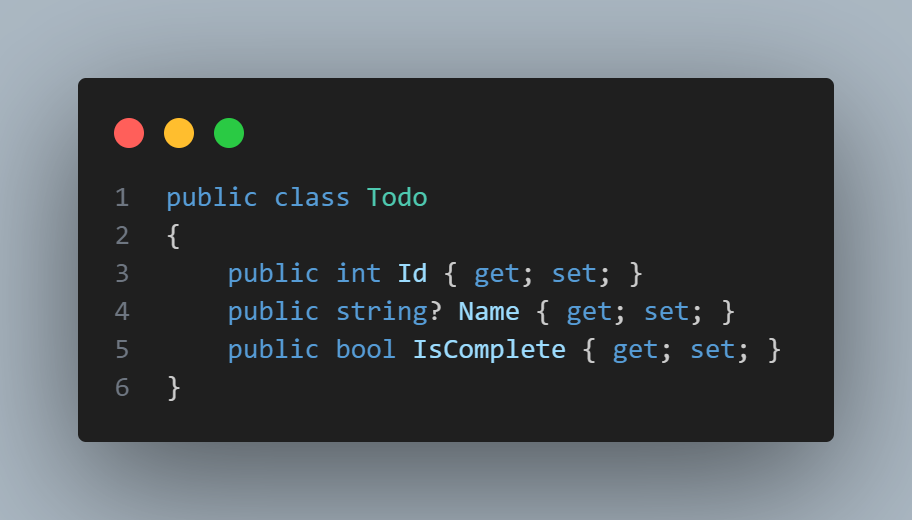 1 public class Todo
2 {
3     public int Id { get; set; }
4     public string? Name { get; set; }
5     public bool IsComplete { get; set; }
6 }